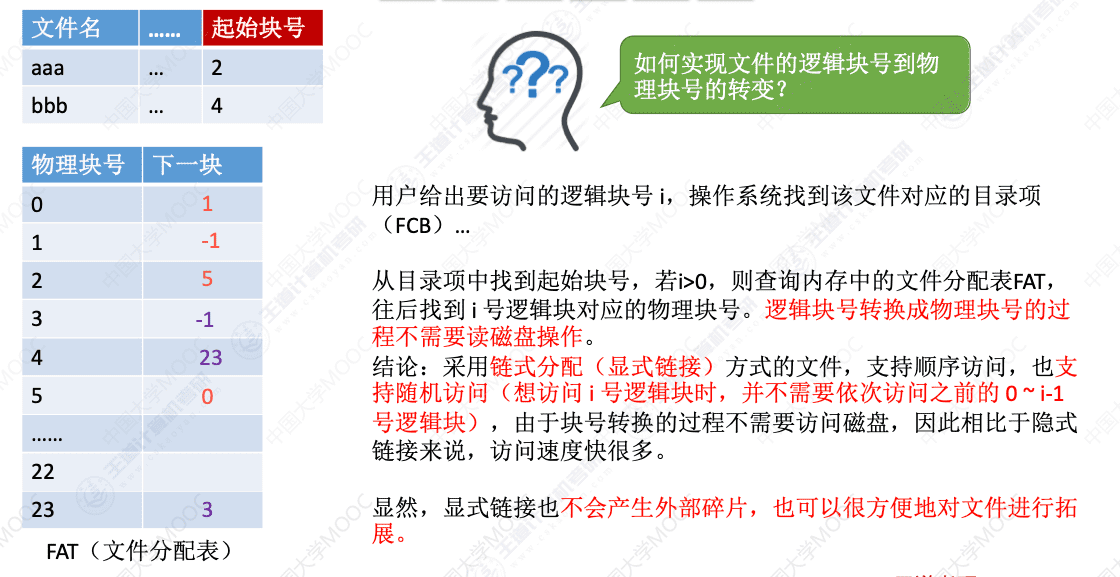 文件名 …… 起始块号
aaa … 2
bbb … 4
如何实现文件的逻辑块号到物
理块号的转变？
物理块号 下一块
0 1
1 -1
2 5
3 -1
4 23
5 0
……
22
23 3
FAT（文件分配表）
用户给出要访问的逻辑块号 i，操作系统找到该文件对应的目录项
（FCB）…
从目录项中找到起始块号，若i>0，则查询内存中的文件分配表FAT，
往后找到 i 号逻辑块对应的物理块号。逻辑块号转换成物理块号的过
程不需要读磁盘操作。
结论：采用链式分配（显式链接）方式的文件，支持顺序访问，也支
持随机访问（想访问 i 号逻辑块时，并不需要依次访问之前的 0 ~ i-1
号逻辑块），由于块号转换的过程不需要访问磁盘，因此相比于隐式
链接来说，访问速度快很多。
显然，显式链接也不会产生外部碎片，也可以很方便地对文件进行拓
展。